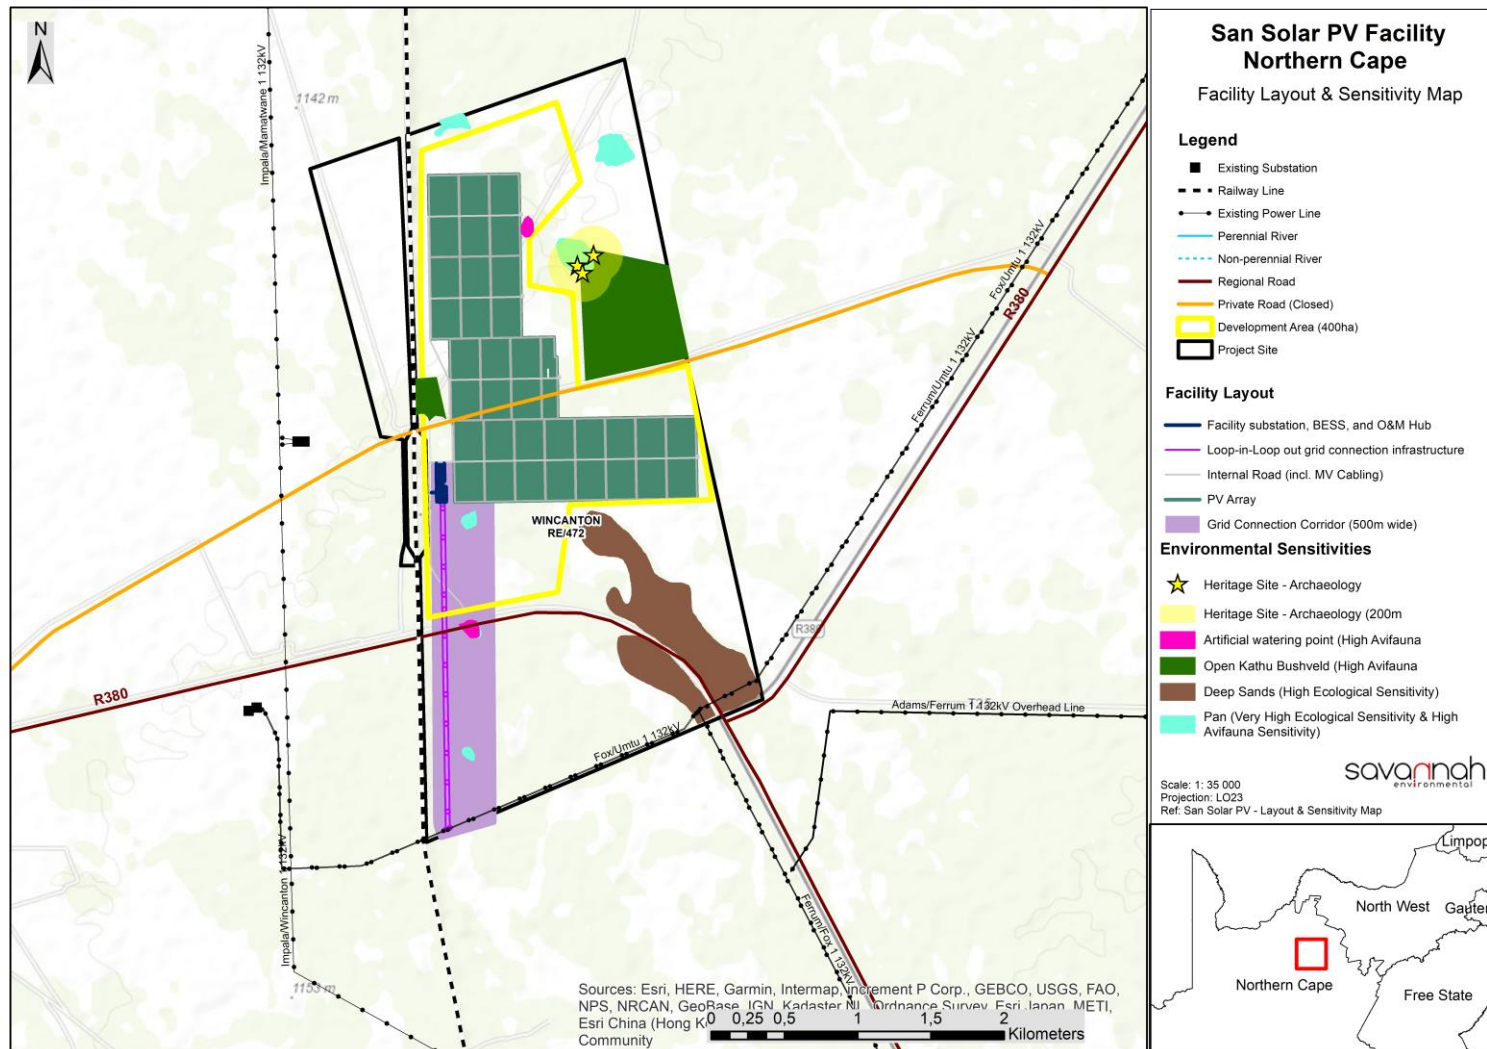 N
1142 m
Impala/Mamatwane 1 132kV
Fox/Umtu 1 132kV
Ferrum/Umtu 1 132kV
R380
WINCANTON
RE/472
R380
R380
Adams/Ferrum 1 132kV Overhead Line
Fox/Umtu 1 132kV
Impala/Wincanton 1 132kV
Ferrum/Fox 1 132kV
1153 m
Sources: Esri, HERE, Garmin, Intermap, increment P Corp., GEBCO, USGS, FAO,
NPS, NRCAN, GeoBase, IGN, Kadaster NL, Ordnance Survey, Esri Japan, METI,
Esri China (Hong
Community
0 0,25 0,5 1 1,5 2
Kilometers
San Solar PV Facility
Northern Cape
Facility Layout & Sensitivity Map
Legend
Existing Substation
Railway Line
Existing Power Line
Perennial River
Non-perennial River
Regional Road
Private Road (Closed)
Development Area (400ha)
Project Site
Facility Layout
Facility substation, BESS, and O&M Hub
Loop-in-Loop out grid connection infrastructure
Internal Road (incl. MV Cabling)
PV Array
Grid Connection Corridor (500m wide)
Environmental Sensitivities
Heritage Site - Archaeology
Heritage Site - Archaeology (200m
Artificial watering point (High Avifauna
Open Kathu Bushveld (High Avifauna
Deep Sands (High Ecological Sensitivity)
Pan (Very High Ecological Sensitivity & High
Avifauna Sensitivity)
savannah
environmental
Scale: 1: 35 000
Projection: LO23
Ref: San Solar PV - Layout & Sensitivity Map
Limpop
North West
Gauten
Northern Cape
Free State